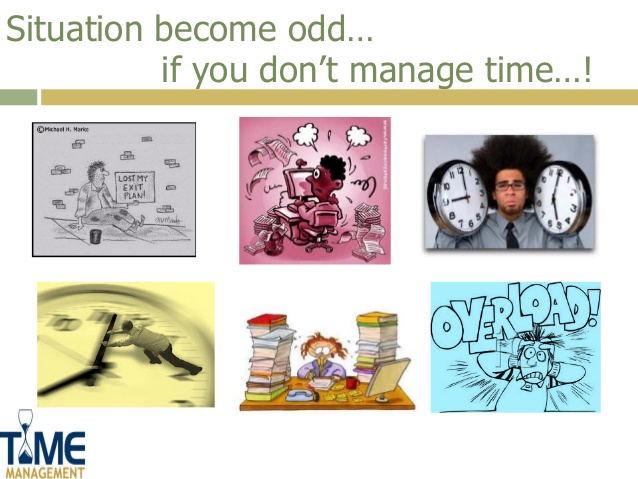 Situation become odd...
if you don't manage time...!
©Michael H. Marks
LOST MY
EXIT
PLAN!
OVERLOAD!
TIME
MANAGEMENT